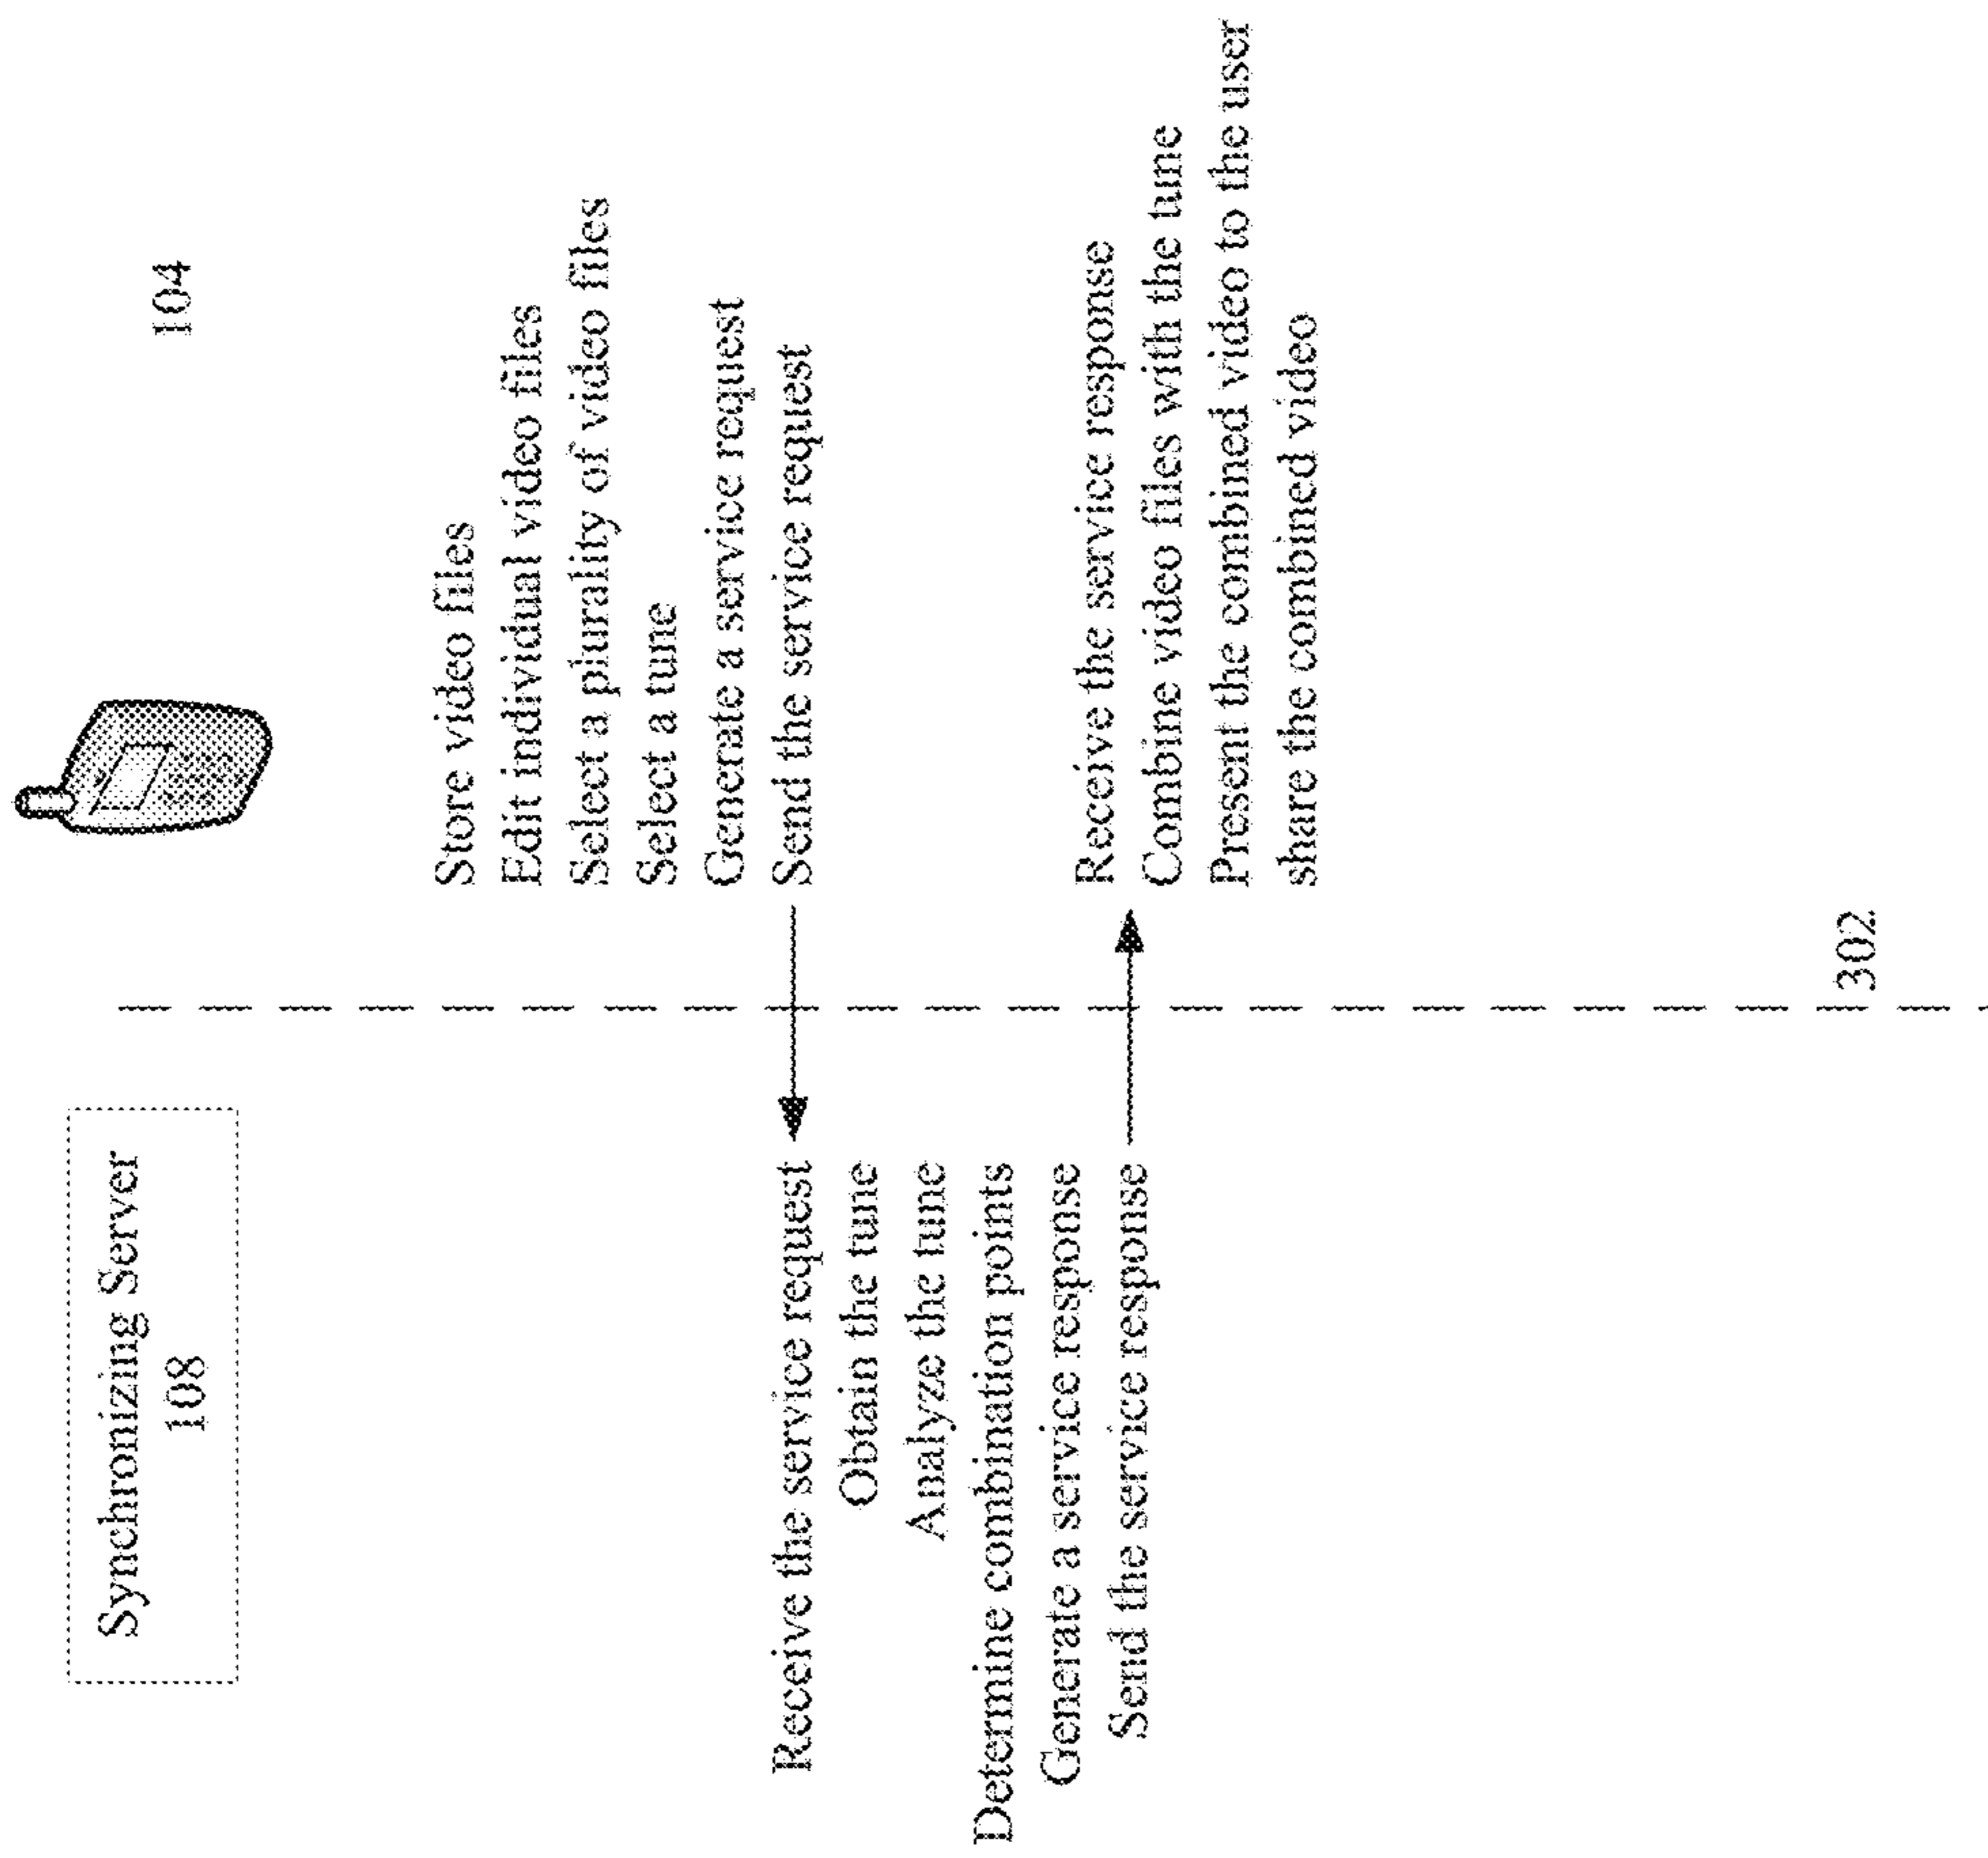 Synchronizing Server
108
104
Store video files
Edit individual video files
Select a plurality of video files
Select a tune
Generate a service request
Send the service request
Receive the service request
Obtain the tune
Analyze the tune
Determine combination points
Generate a service response
Send the service response
Receive the service response
Combine video files with the tune
Present the combined video to the user
share the combined video
302